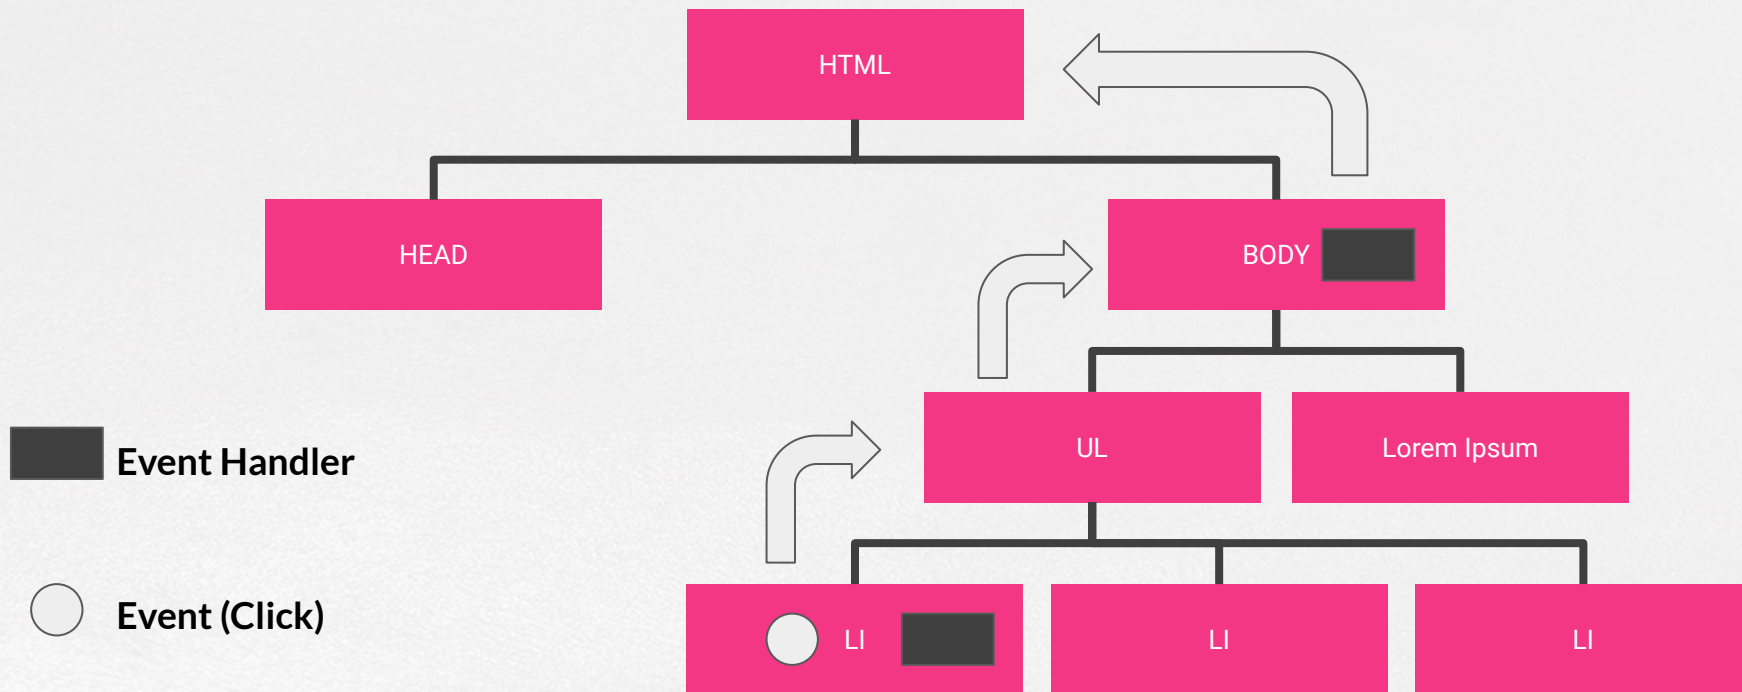 HTML
HEAD
BODY
UL
Lorem Ipsum
Event Handler
Event (Click)
LI
LI
LI